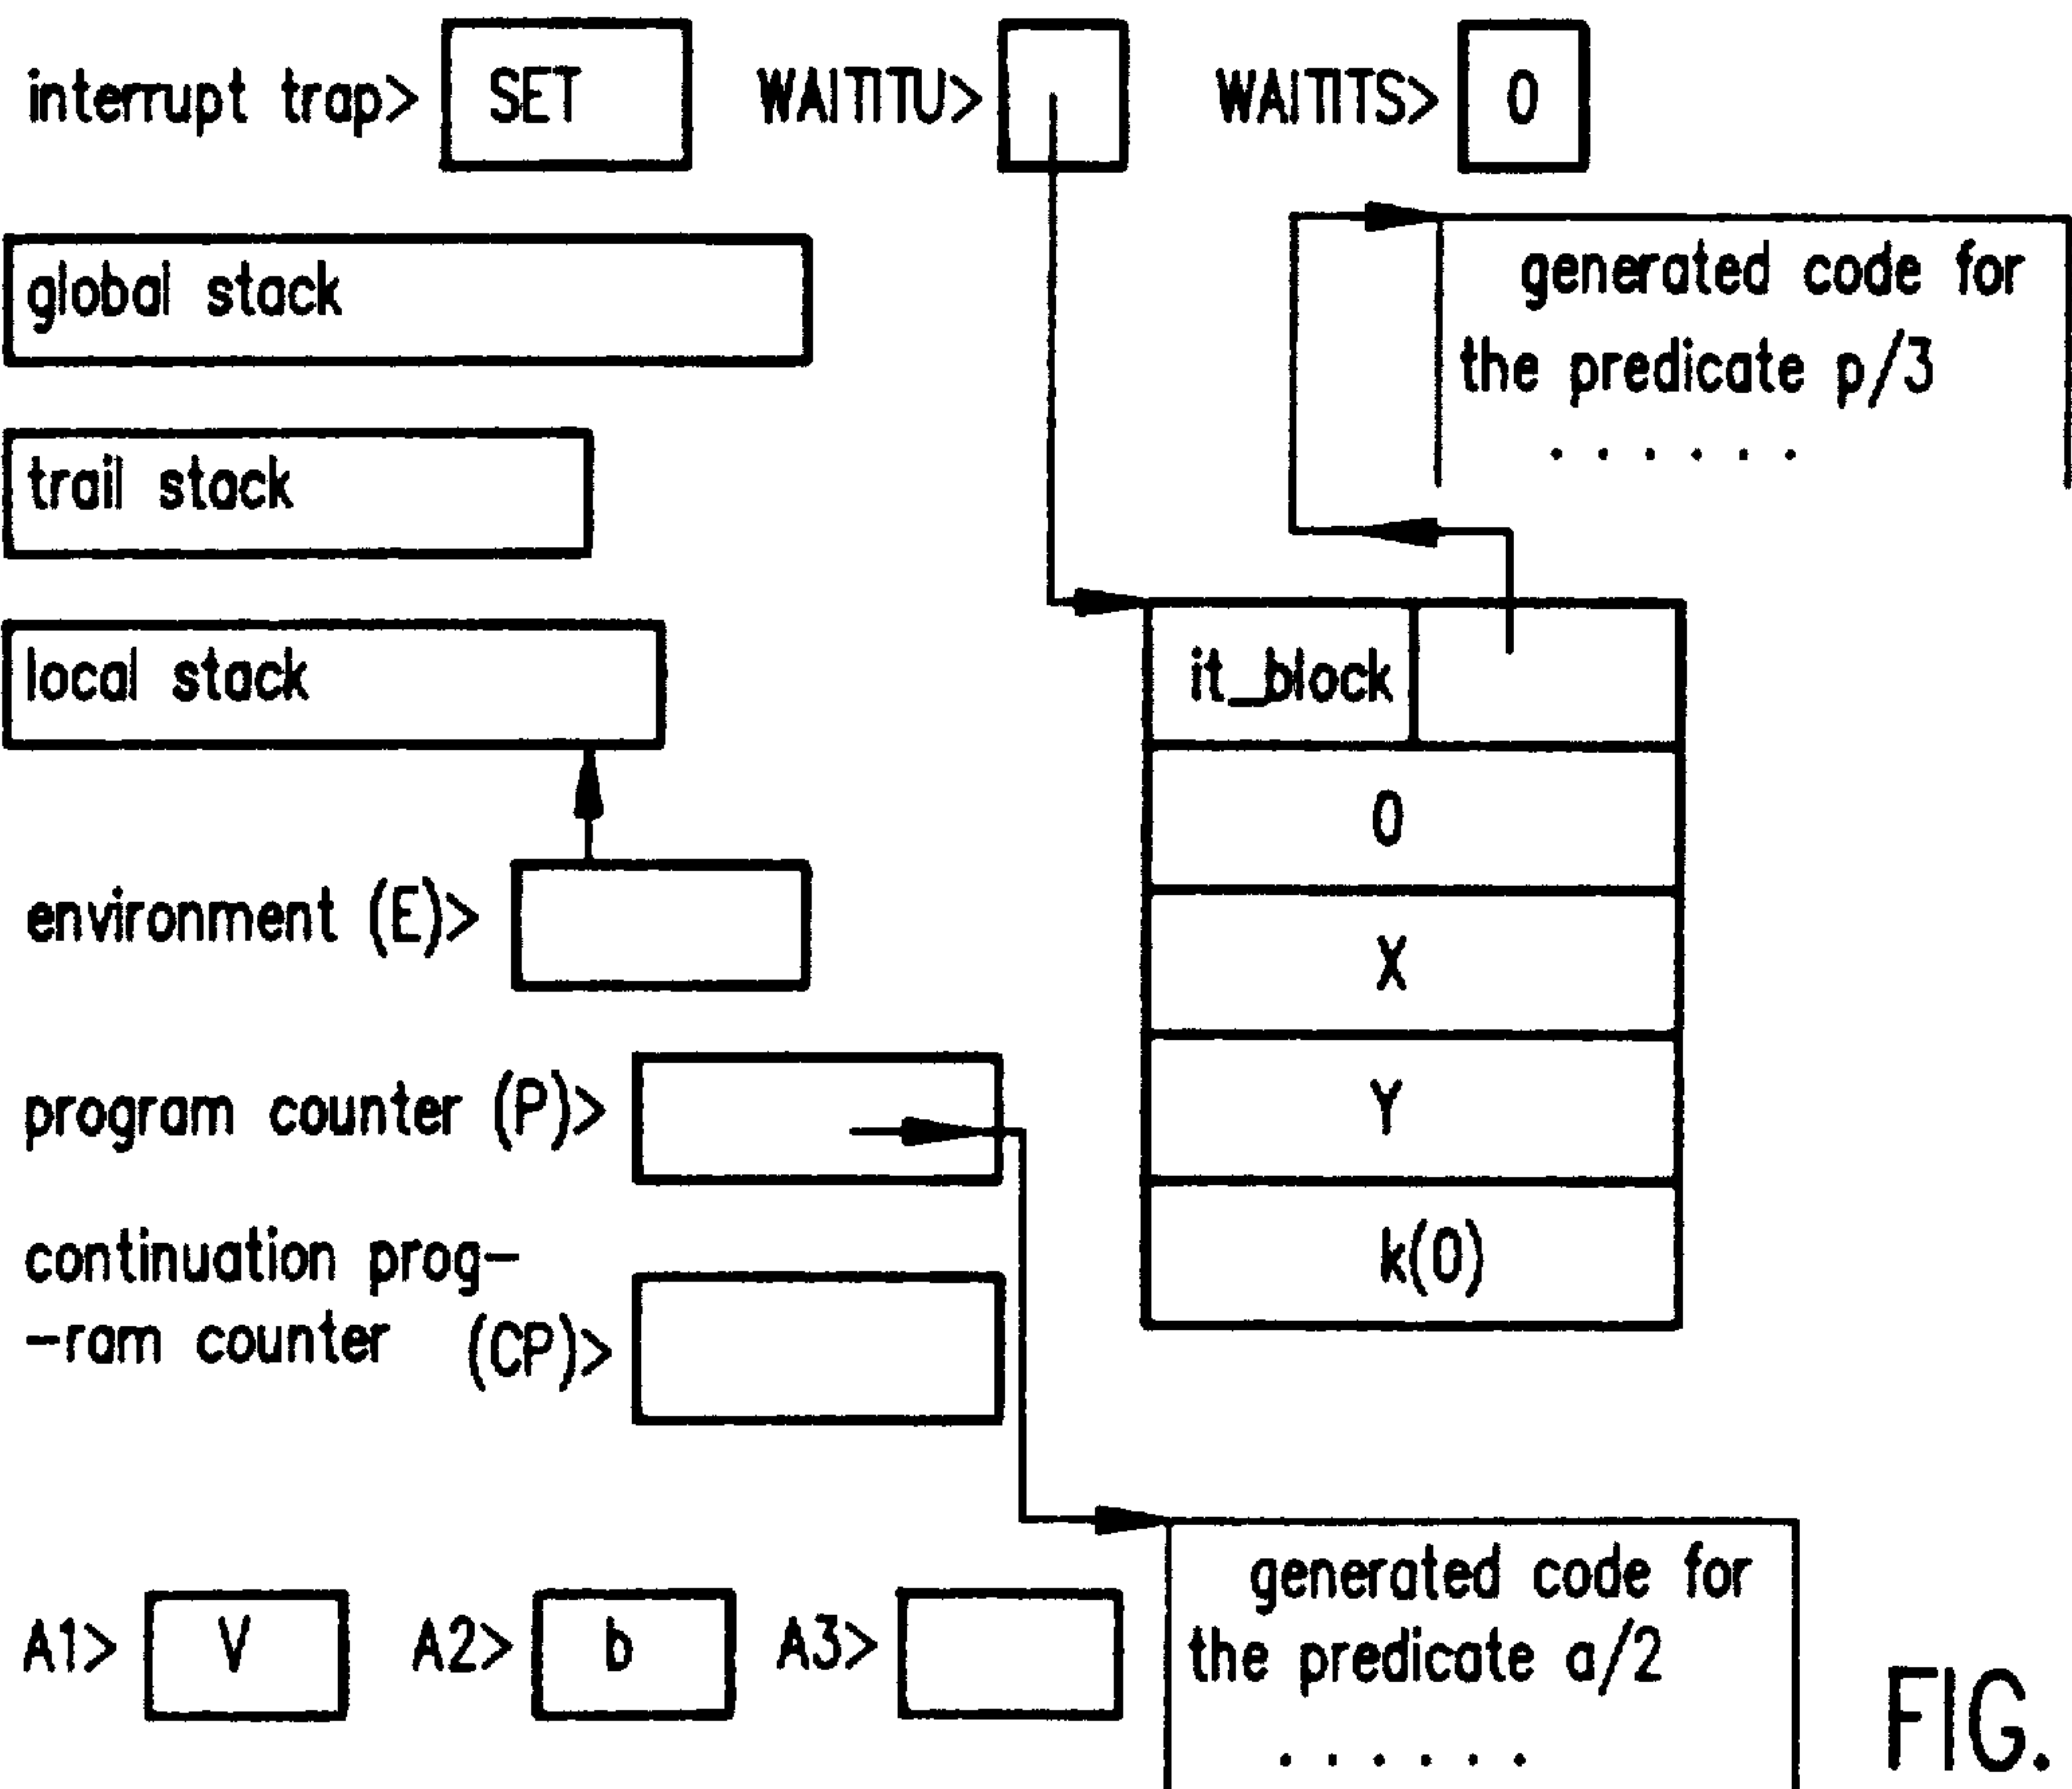 interrupt trap> SET WAITITU> WAITITS> 0
global stack
generated code for
the predicate p/3
. . . . . .
trail stack
local stack
it_block
0
X
Y
k(0)
environment (E)>
program counter (P)>
continuation prog-
-ram counter (CP)>
A1> V A2> b A3>
generated code for
the predicate a/2
. . . . . .
FIG.